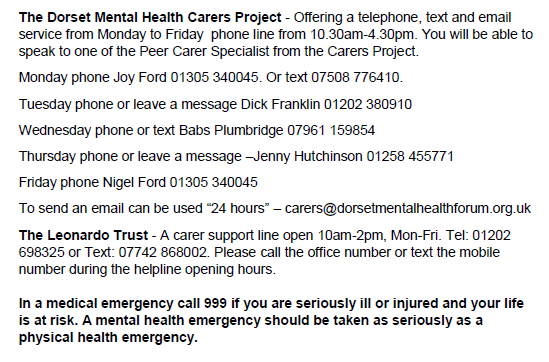 The Dorset Mental Health Carers Project - Offering a telephone, text and email
service from Monday to Friday  phone line from 10.30am-4.30pm. You will be able to
speak to one of the Peer Carer Specialist from the Carers Project.
Monday phone Joy Ford 01305 340045. Or text 07508 776410.
Tuesday phone or leave a message Dick Franklin 01202 380910
Wednesday phone or text Babs Plumbridge 07961 159854
Thursday phone or leave a message –Jenny Hutchinson 01258 455771
Friday phone Nigel Ford 01305 340045
To send an email can be used “24 hours” – carers@dorsetmentalhealthforum.org.uk
The Leonardo Trust - A carer support line open 10am-2pm, Mon-Fri. Tel: 01202
698325 or Text: 07742 868002. Please call the office number or text the mobile
number during the helpline opening hours.
In a medical emergency call 999 if you are seriously ill or injured and your life
is at risk. A mental health emergency should be taken as seriously as a
physical health emergency.